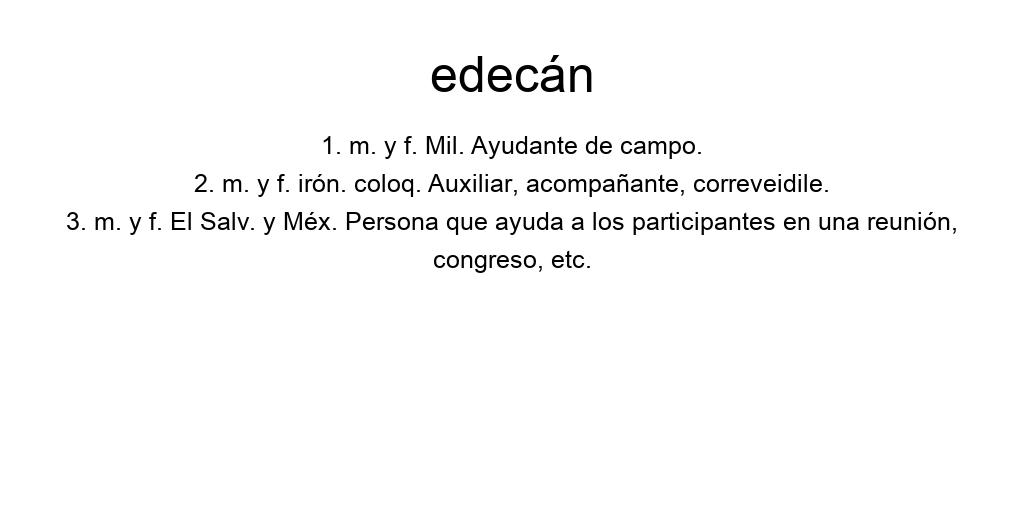 edecán
1. m. y f. Mil. Ayudante de campo.
2. m. y f. irón. coloq. Auxiliar, acompañante, correveidile.
3. m. y f. El Salv. y Méx. Persona que ayuda a los participantes en una reunión,
congreso, etc.